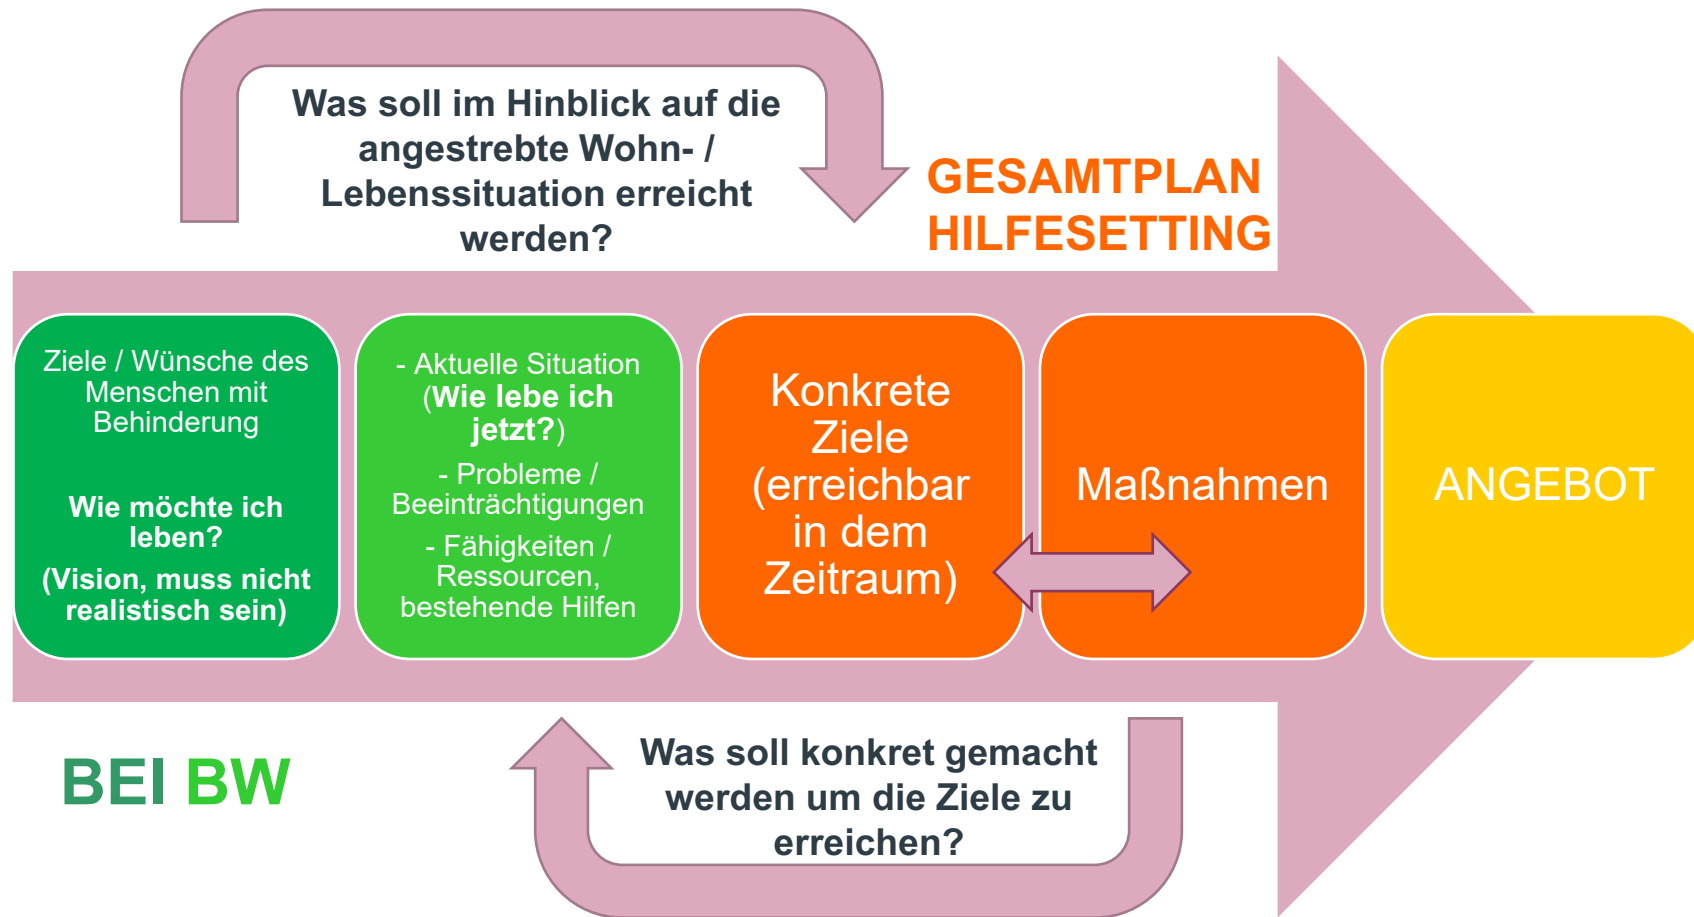 Was soll im Hinblick auf die
angestrebte Wohn- /
Lebenssituation erreicht
werden?
GESAMTPLAN
HILFESETTING
Ziele / Wünsche des
Menschen mit
Behinderung
Wie möchte ich
leben?
(Vision, muss nicht
realistisch sein)
- Aktuelle Situation
(Wie lebe ich
jetzt?)
- Probleme /
Beeinträchtigungen
- Fähigkeiten /
Ressourcen,
bestehende Hilfen
Konkrete
Ziele
(erreichbar
in dem
Zeitraum)
Maßnahmen
ANGEBOT
BEI BW
Was soll konkret gemacht
werden um die Ziele zu
erreichen?